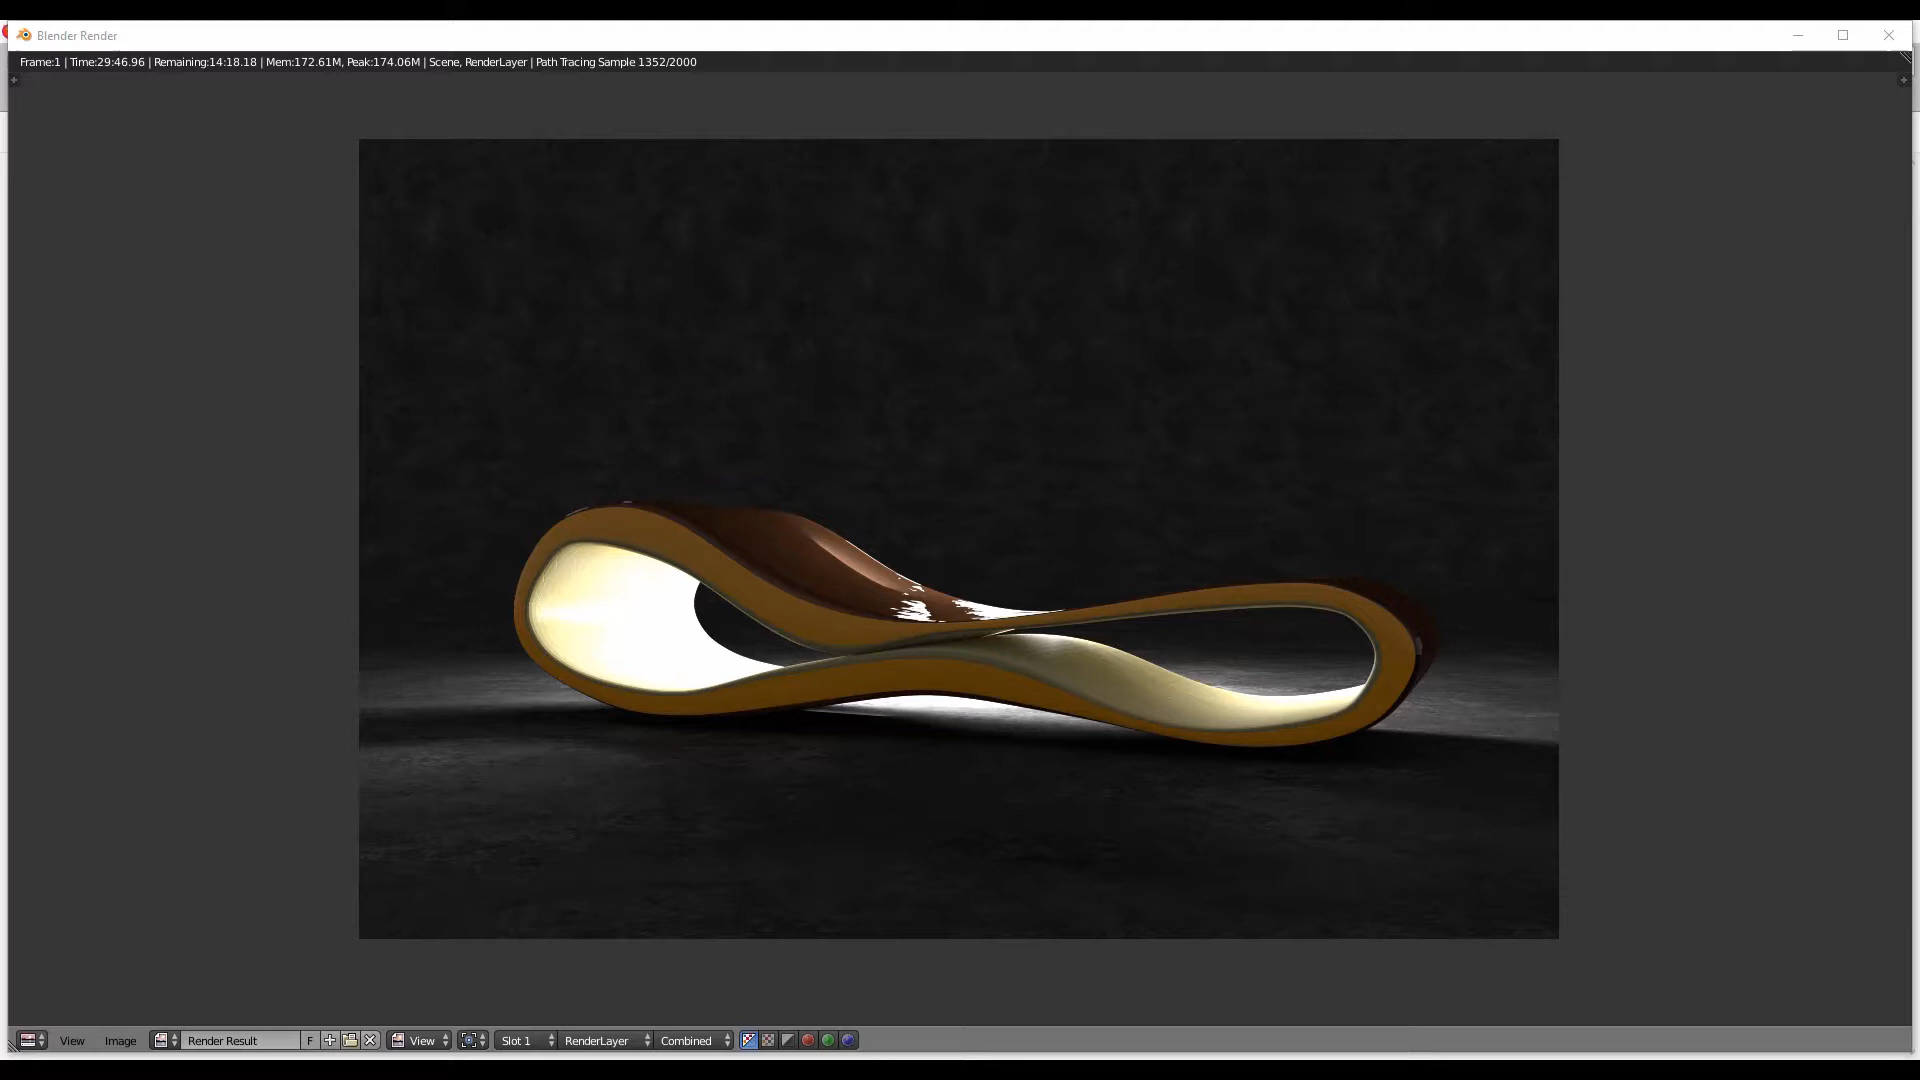 Blender Render
Frame:1 | Time:29:46.96 | Remaining:14:18.18 | Mem:172.61M, Peak:174.06M | Scene, RenderLayer | Path Tracing Sample 1352/2000
View Image Render Result F View Slot 1 RenderLayer Combined